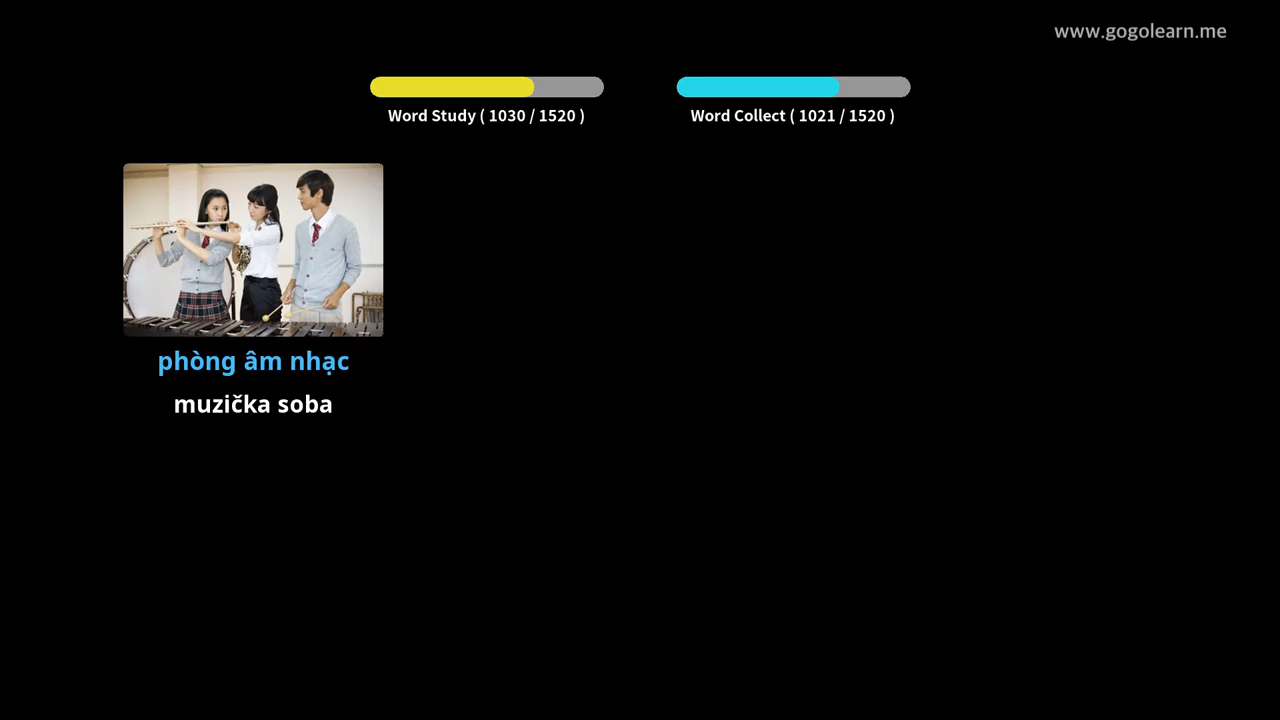 www.gogolearn.me
Word Study ( 1030 / 1520 )
Word Collect ( 1021 / 1520 )
phòng âm nhạc
muzička soba